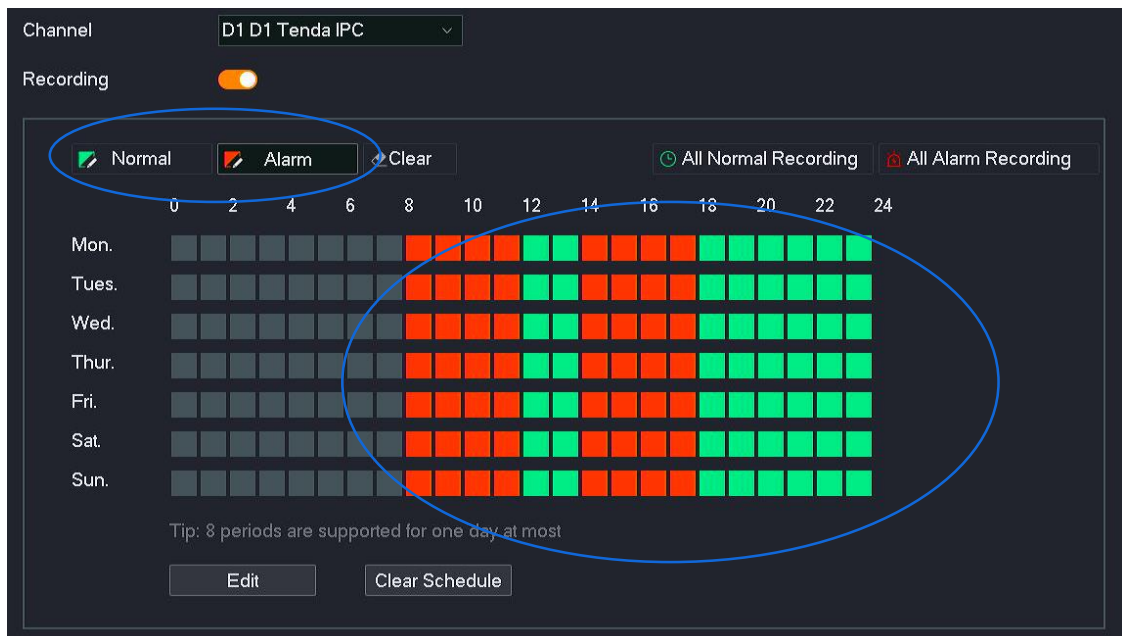 Channel D1 D1 Tenda IPC
Recording
Normal Alarm Clear All Normal Recording All Alarm Recording
0 2 4 6 8 10 12 14 16 18 20 22 24
Mon.
Tues.
Wed.
Thur.
Fri.
Sat.
Sun.
Tip: 8 periods are supported for one day at most
Edit Clear Schedule